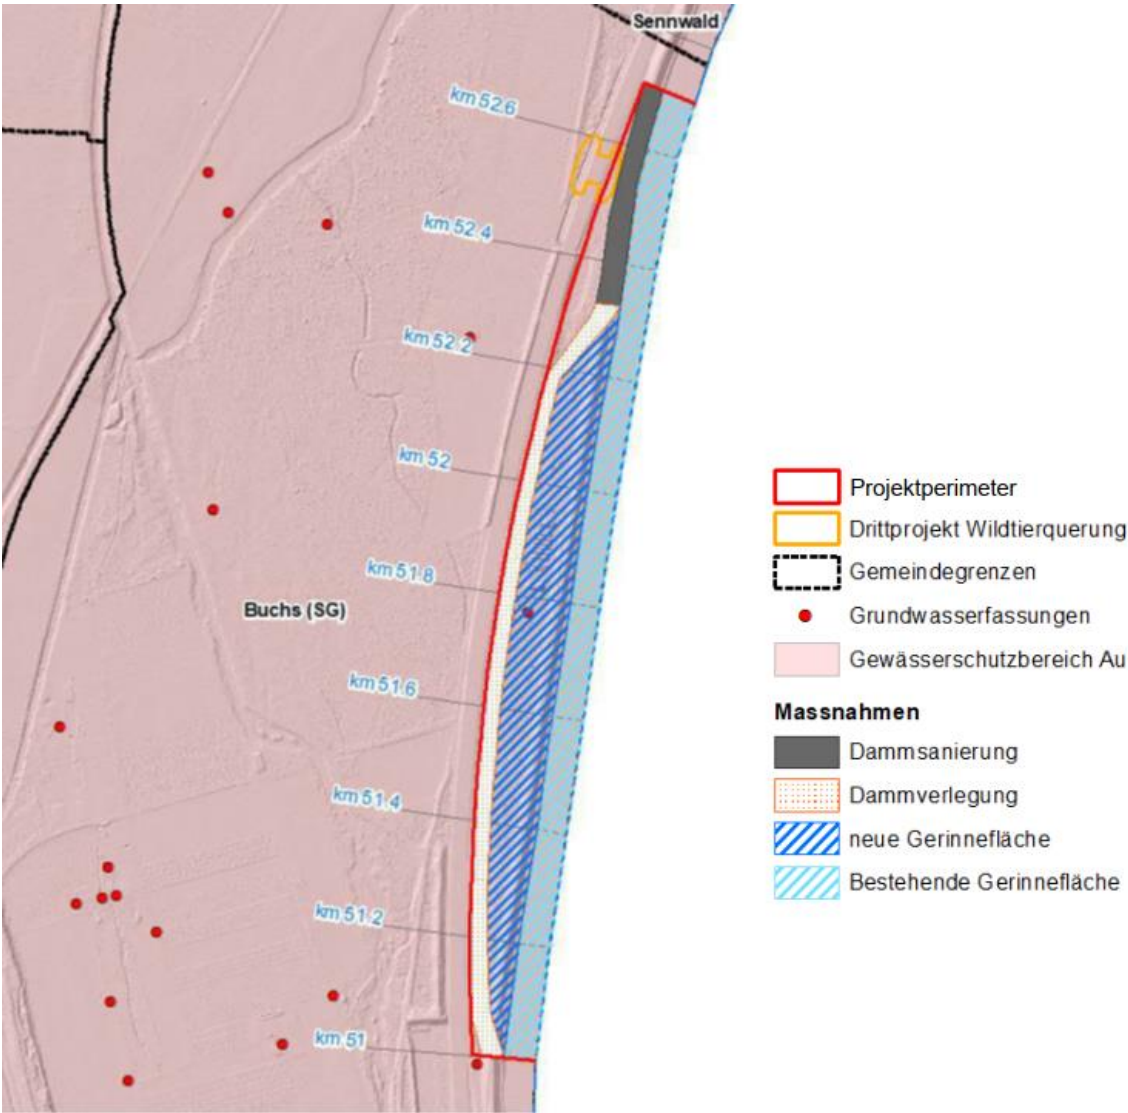 Sennwald
km 52.6
km 52.4
km 52.2
km 52
km 51.8
Buchs (SG)
km 51.6
km 51.4
km 51.2
km 51
Projektperimeter
Drittprojekt Wildtierquerung
Gemeindegrenzen
Grundwasserfassungen
Gewässerschutzbereich Au
Massnahmen
Dammsanierung
Dammverlegung
neue Gerinnefläche
Bestehende Gerinnefläche